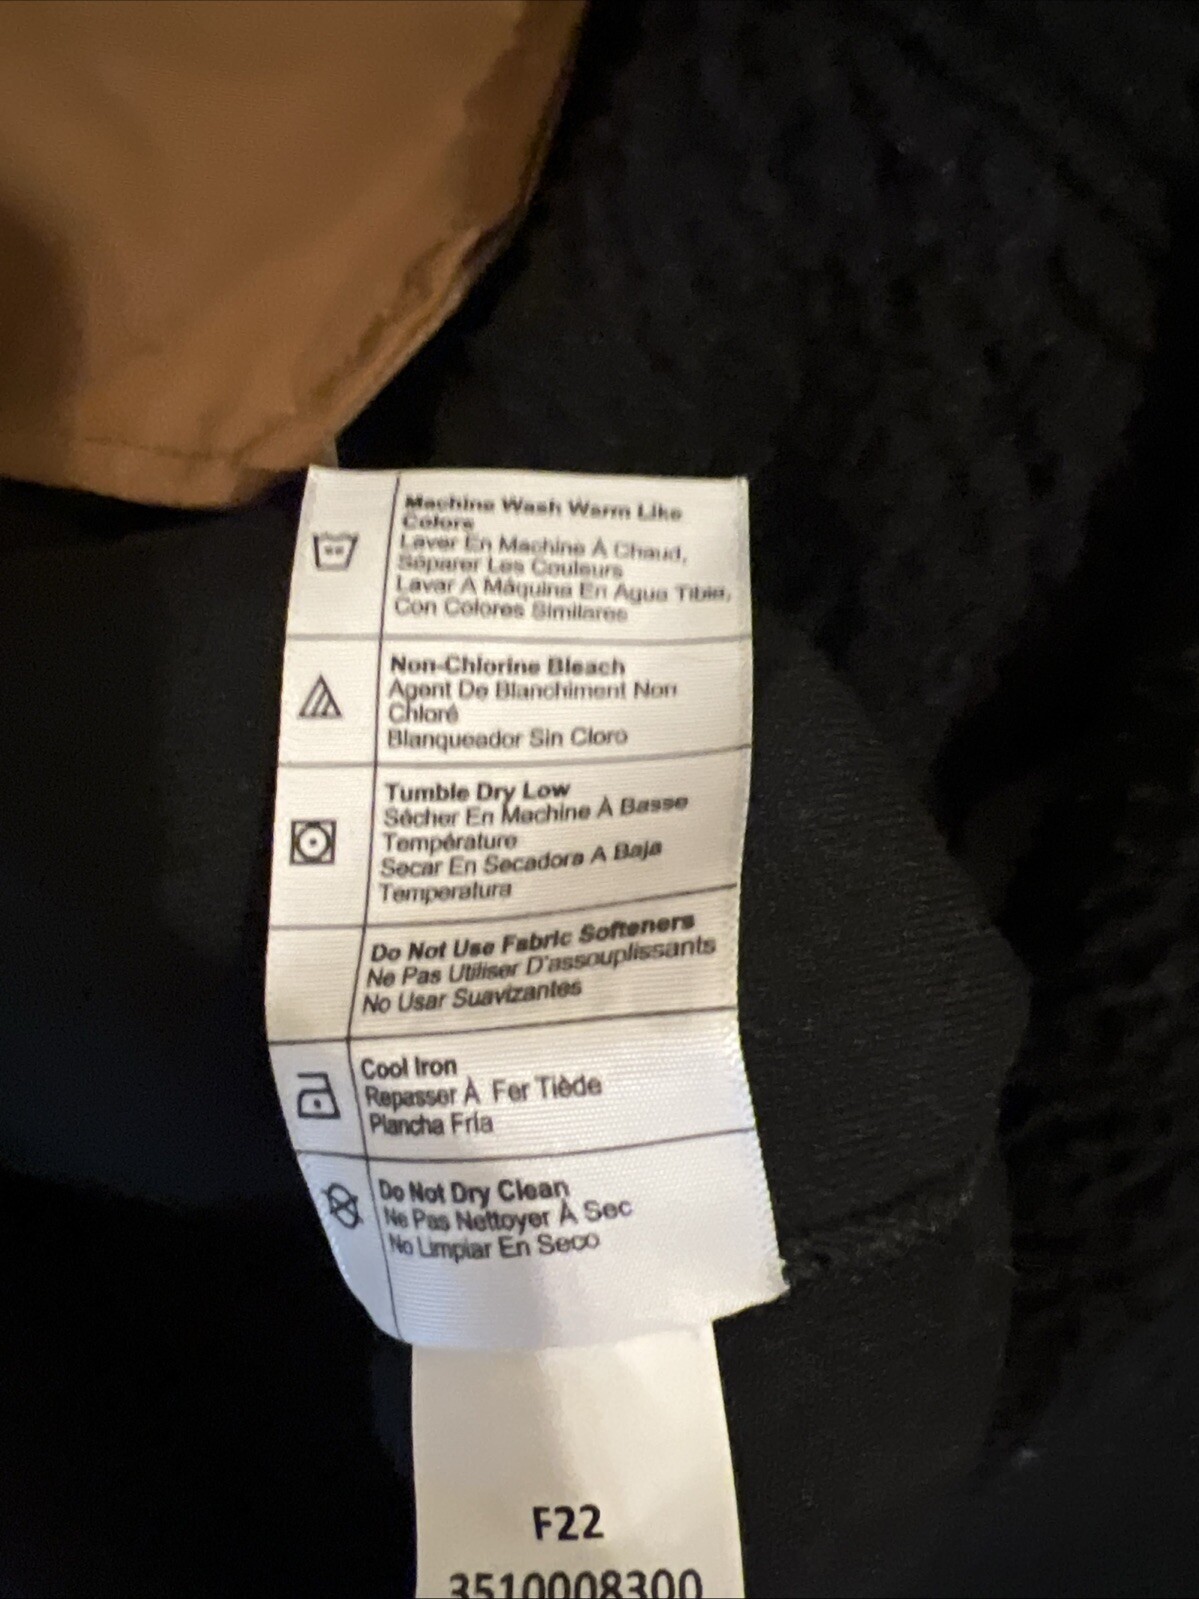 Machine Wash Warm Like
Colors
Laver En Machine À Chaud,
Séparer Les Couleurs
Lavar A Máquina En Agua Tibia,
Con Colores Similares
Non-Chlorine Bleach
Agent De Blanchiment Non
Chloré
Blanqueador Sin Cloro
Tumble Dry Low
Sécher En Machine À Basse
Température
Secar En Secadora A Baja
Temperatura
Do Not Use Fabric Softeners
Ne Pas Utiliser D'assouplissants
No Usar Suavizantes
Cool Iron
Repasser À Fer Tiède
Plancha Fría
Do Not Dry Clean
Ne Pas Nettoyer À Sec
No Limpiar En Seco
F22
3510008300